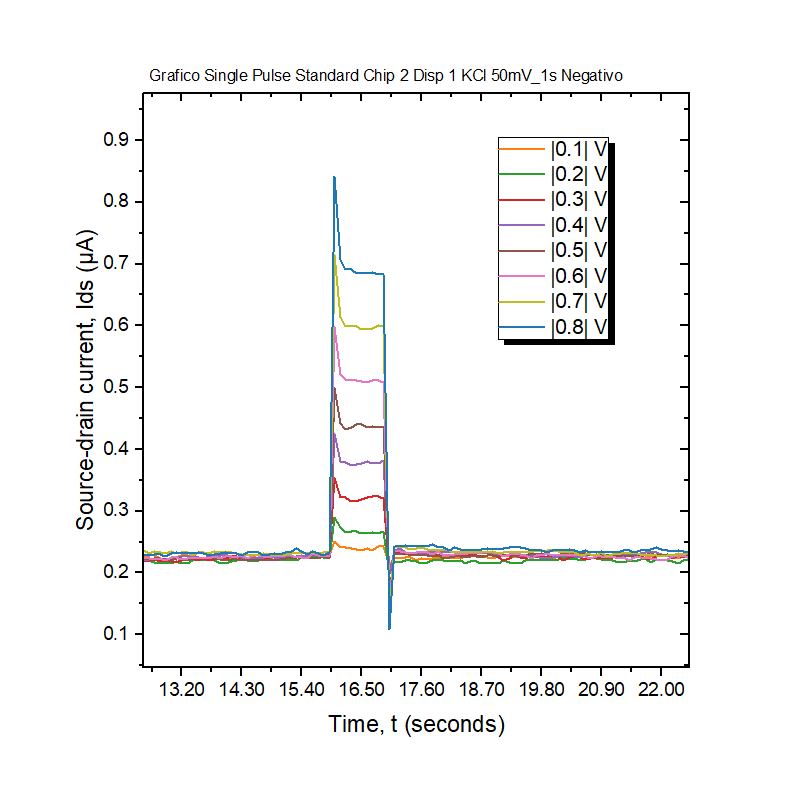 Grafico Single Pulse Standard Chip 2 Disp 1 KCl 50mV_1s Negativo
0.9
0.8
0.7
0.6
0.5
0.4
0.3
0.2
0.1
Source-drain current, Ids (μA)
|0.1| V
|0.2| V
|0.3| V
|0.4| V
|0.5| V
|0.6| V
|0.7| V
|0.8| V
13.20 14.30 15.40 16.50 17.60 18.70 19.80 20.90 22.00
Time, t (seconds)